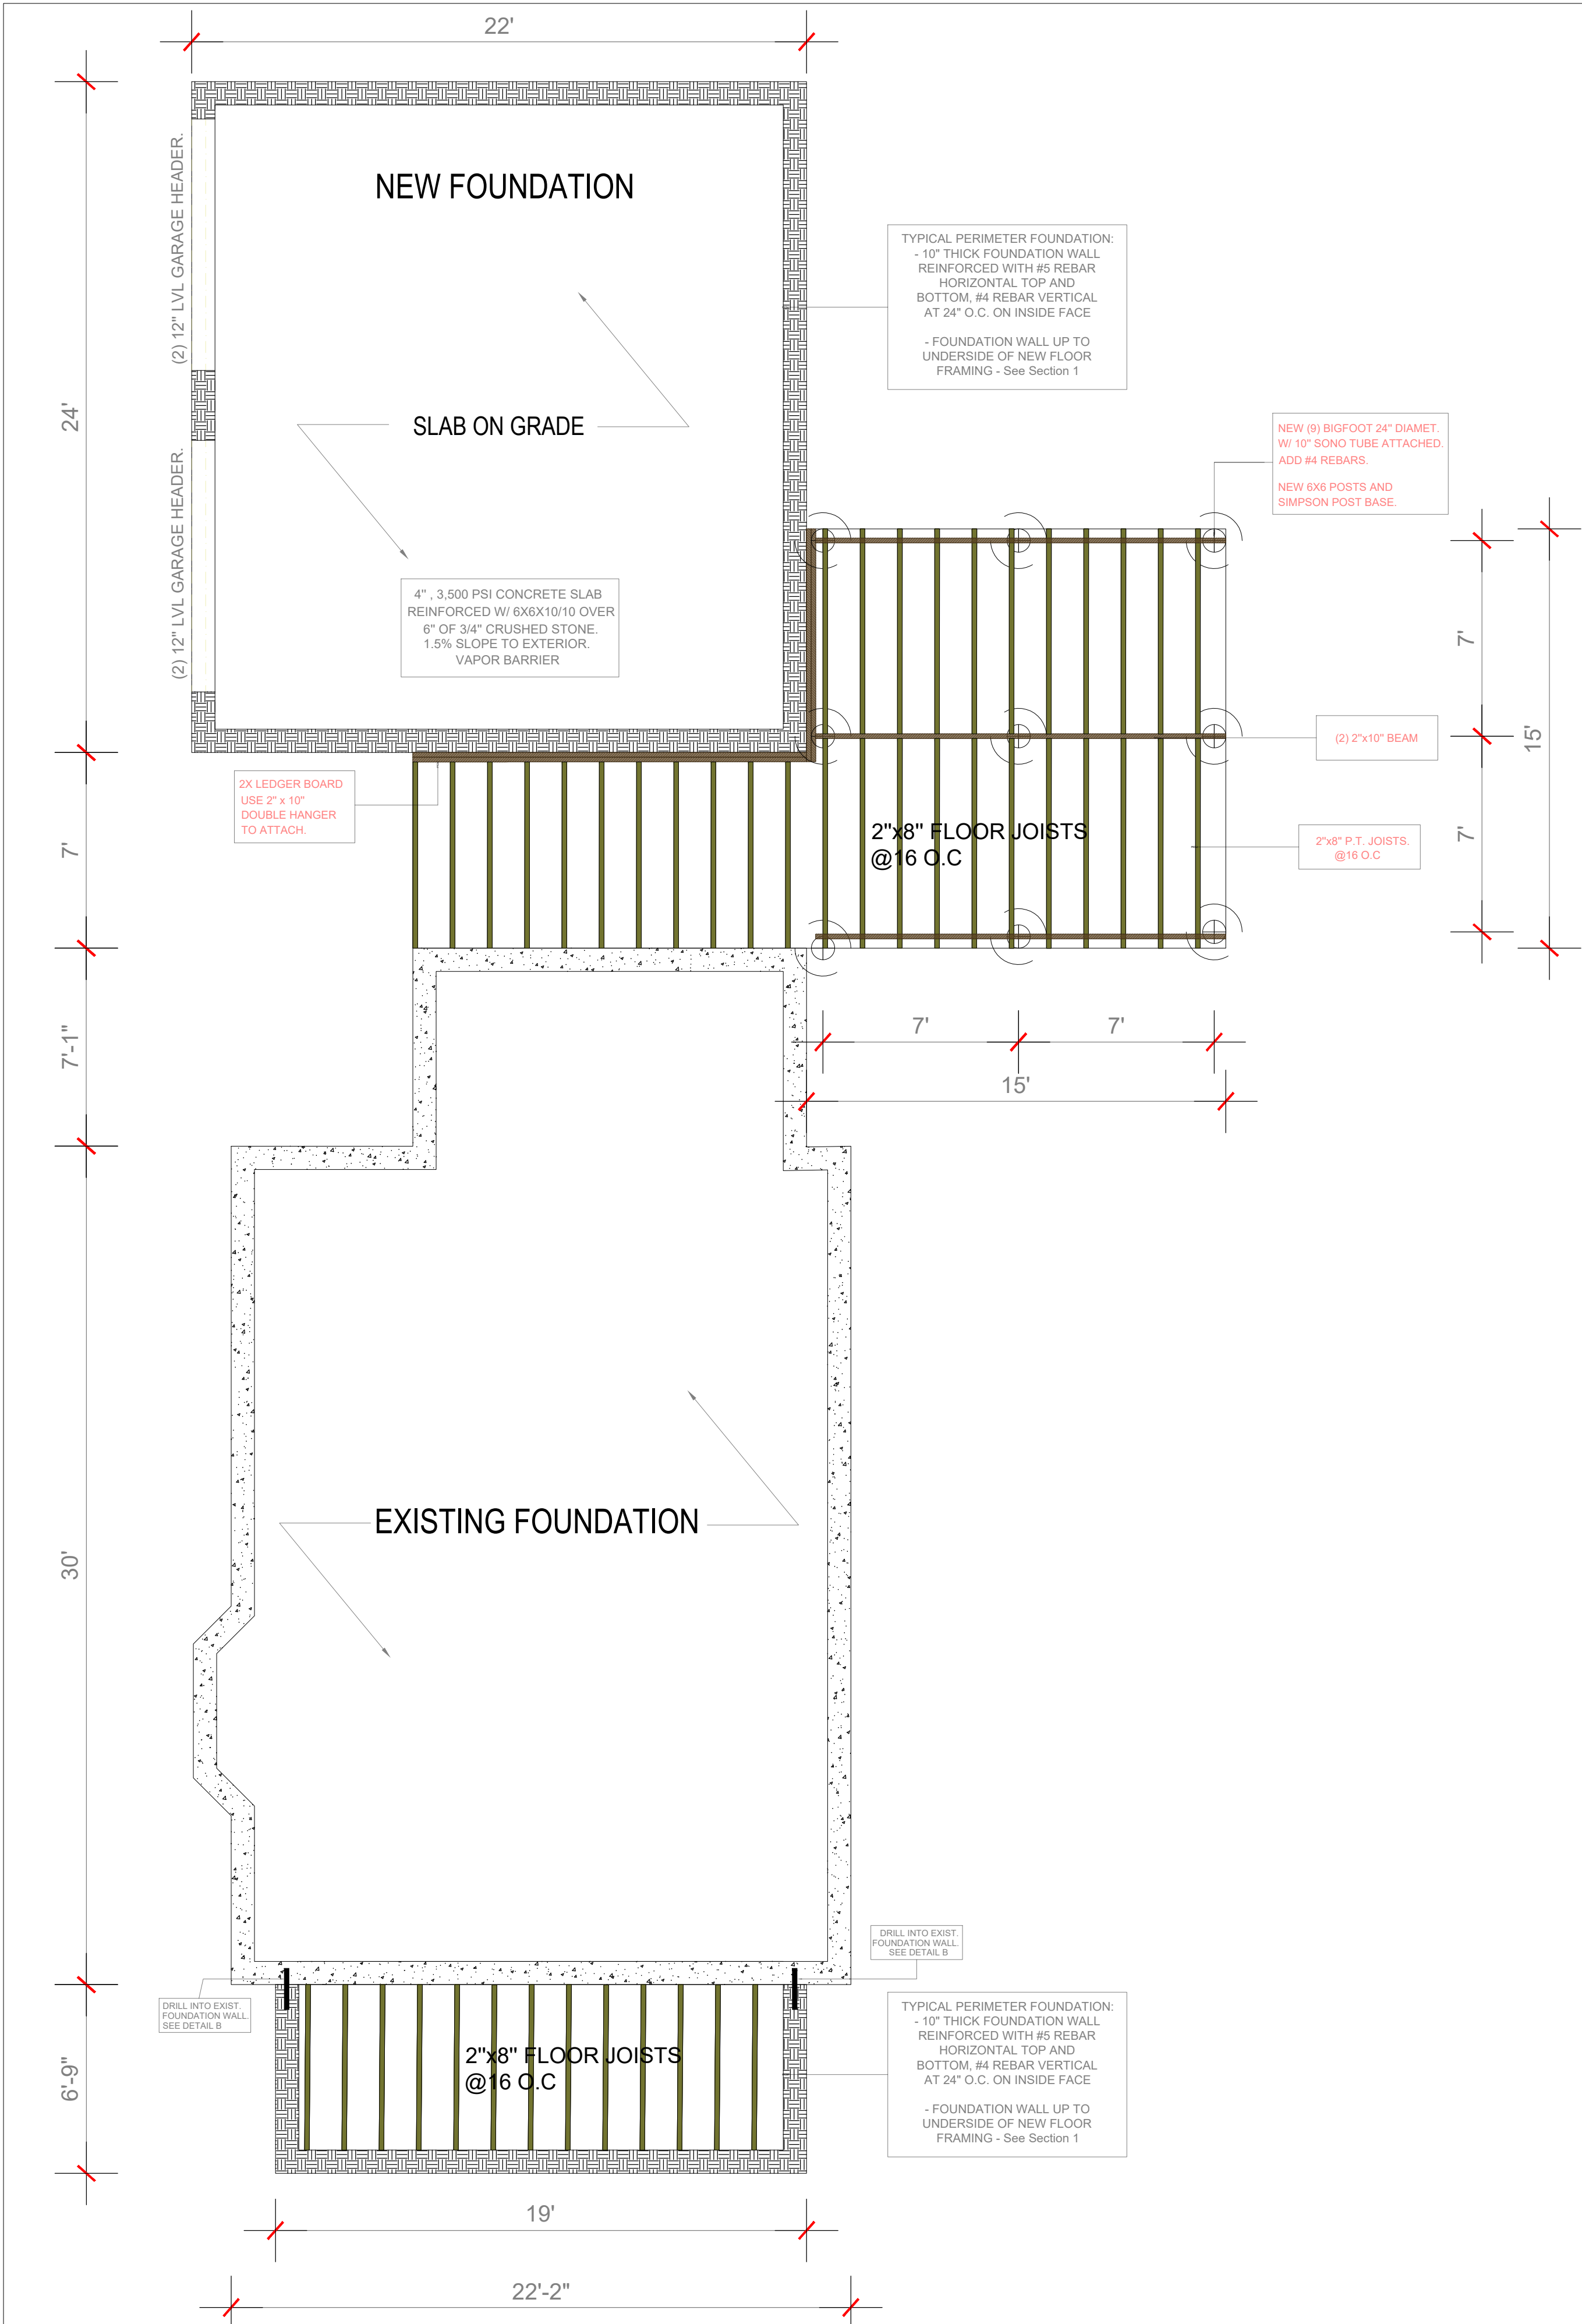 22'
NEW FOUNDATION
(2) 12" LVL GARAGE HEADER.
TYPICAL PERIMETER FOUNDATION:
- 10" THICK FOUNDATION WALL
REINFORCED WITH #5 REBAR
HORIZONTAL TOP AND
BOTTOM, #4 REBAR VERTICAL
AT 24" O.C. ON INSIDE FACE
- FOUNDATION WALL UP TO
UNDERSIDE OF NEW FLOOR
FRAMING - See Section 1
24'
SLAB ON GRADE
NEW (9) BIGFOOT 24" DIAMET.
W/ 10" SONO TUBE ATTACHED.
ADD #4 REBARS.
NEW 6X6 POSTS AND
SIMPSON POST BASE.
(2) 12" LVL GARAGE HEADER.
4" , 3,500 PSI CONCRETE SLAB
REINFORCED W/ 6X6X10/10 OVER
6" OF 3/4" CRUSHED STONE.
1.5% SLOPE TO EXTERIOR.
VAPOR BARRIER
7'
15'
(2) 2"x10" BEAM
2X LEDGER BOARD
USE 2" x 10"
DOUBLE HANGER
TO ATTACH.
7'
2"x8" FLOOR JOISTS
@16 O.C
2"x8" P.T. JOISTS.
@16 O.C
7'
7'-1"
7'
7'
15'
EXISTING FOUNDATION
30'
DRILL INTO EXIST.
FOUNDATION WALL.
SEE DETAIL B
DRILL INTO EXIST.
FOUNDATION WALL.
SEE DETAIL B
TYPICAL PERIMETER FOUNDATION:
- 10" THICK FOUNDATION WALL
REINFORCED WITH #5 REBAR
HORIZONTAL TOP AND
BOTTOM, #4 REBAR VERTICAL
AT 24" O.C. ON INSIDE FACE
- FOUNDATION WALL UP TO
UNDERSIDE OF NEW FLOOR
FRAMING - See Section 1
2"x8" FLOOR JOISTS
@16 O.C
6'-9"
19'
22'-2"